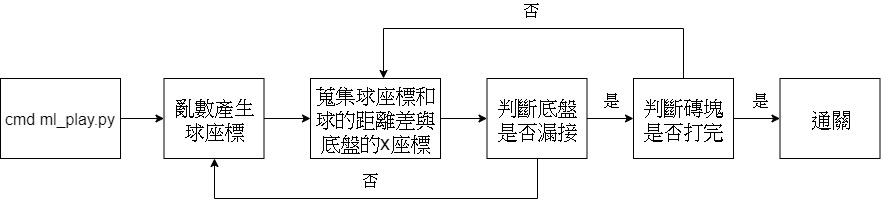 否
cmd ml_play.py
亂數產生
球座標
蒐集球座標和
球的距離差與
底盤的X座標
判斷底盤
是否漏接
是
判斷磚塊
是否打完
是
通關
否